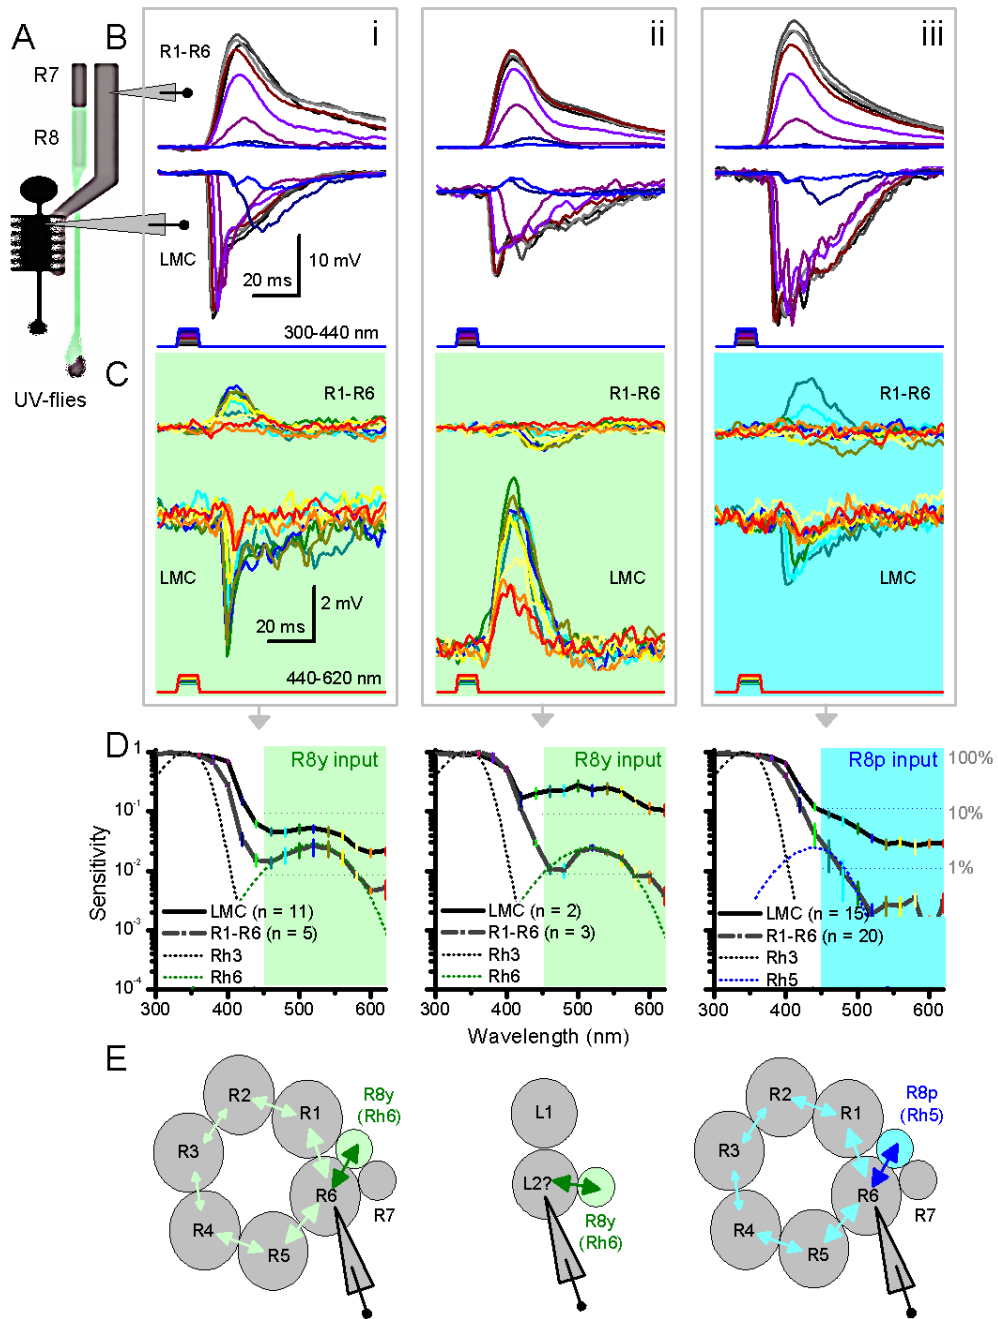 A
B
i
ii
iii
R7
R1-R6
R8
LMC
10 mV
20 ms
300-440 nm
UV-flies
C
R1-R6
R1-R6
R1-R6
LMC
LMC
LMC
2 mV
20 ms
440-620 nm
D
1
10-1
10-2
10-3
10-4
Sensitivity
R8y input
LMC (n = 11)
R1-R6 (n = 5)
Rh3
Rh6
300
400
500
600
R8y input
LMC (n = 2)
R1-R6 (n = 3)
Rh3
Rh6
300
400
500
600
R8p input
100%
10%
1%
LMC (n = 15)
R1-R6 (n = 20)
Rh3
Rh5
300
400
500
600
Wavelength (nm)
E
R2
R1
R3
R6
R4
R5
R7
R8y
(Rh6)
L1
L2?
R8y
(Rh6)
R2
R1
R3
R6
R4
R5
R7
R8p
(Rh5)